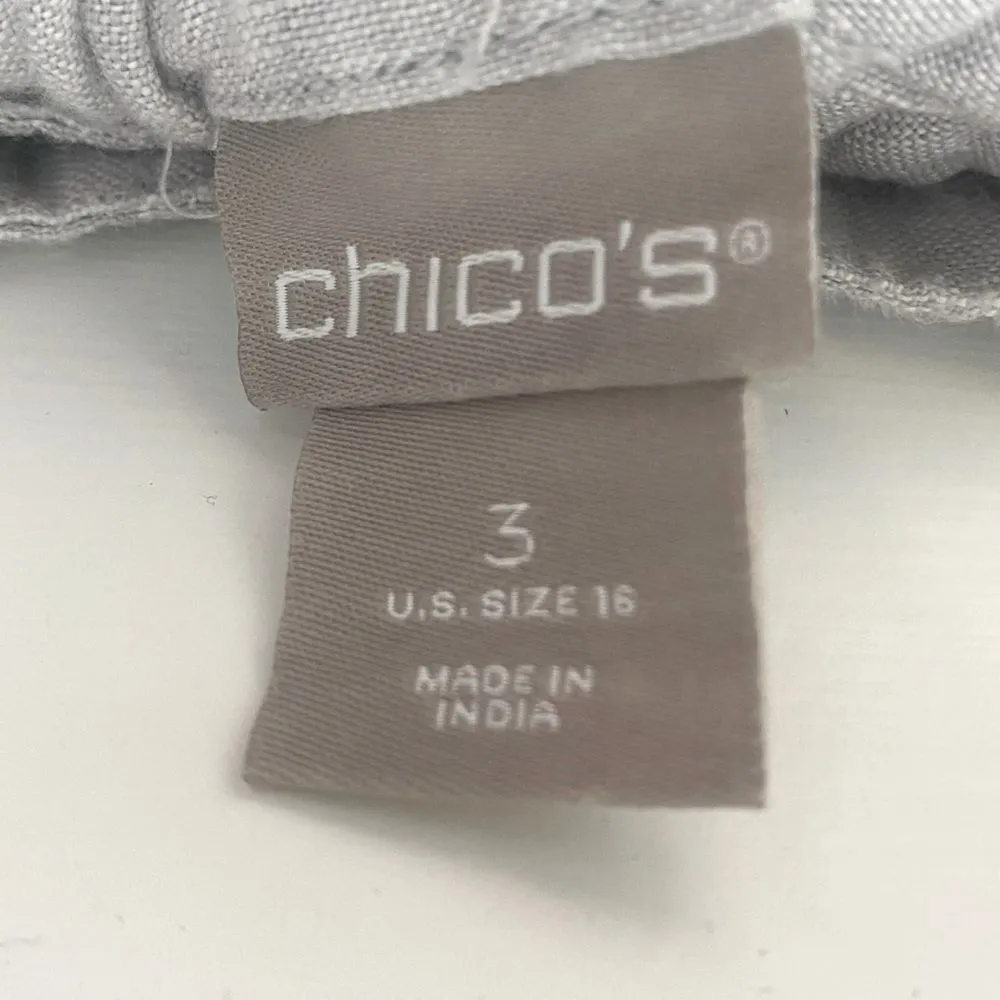 chico's®
3
U.S. SIZE 16
MADE IN
INDIA